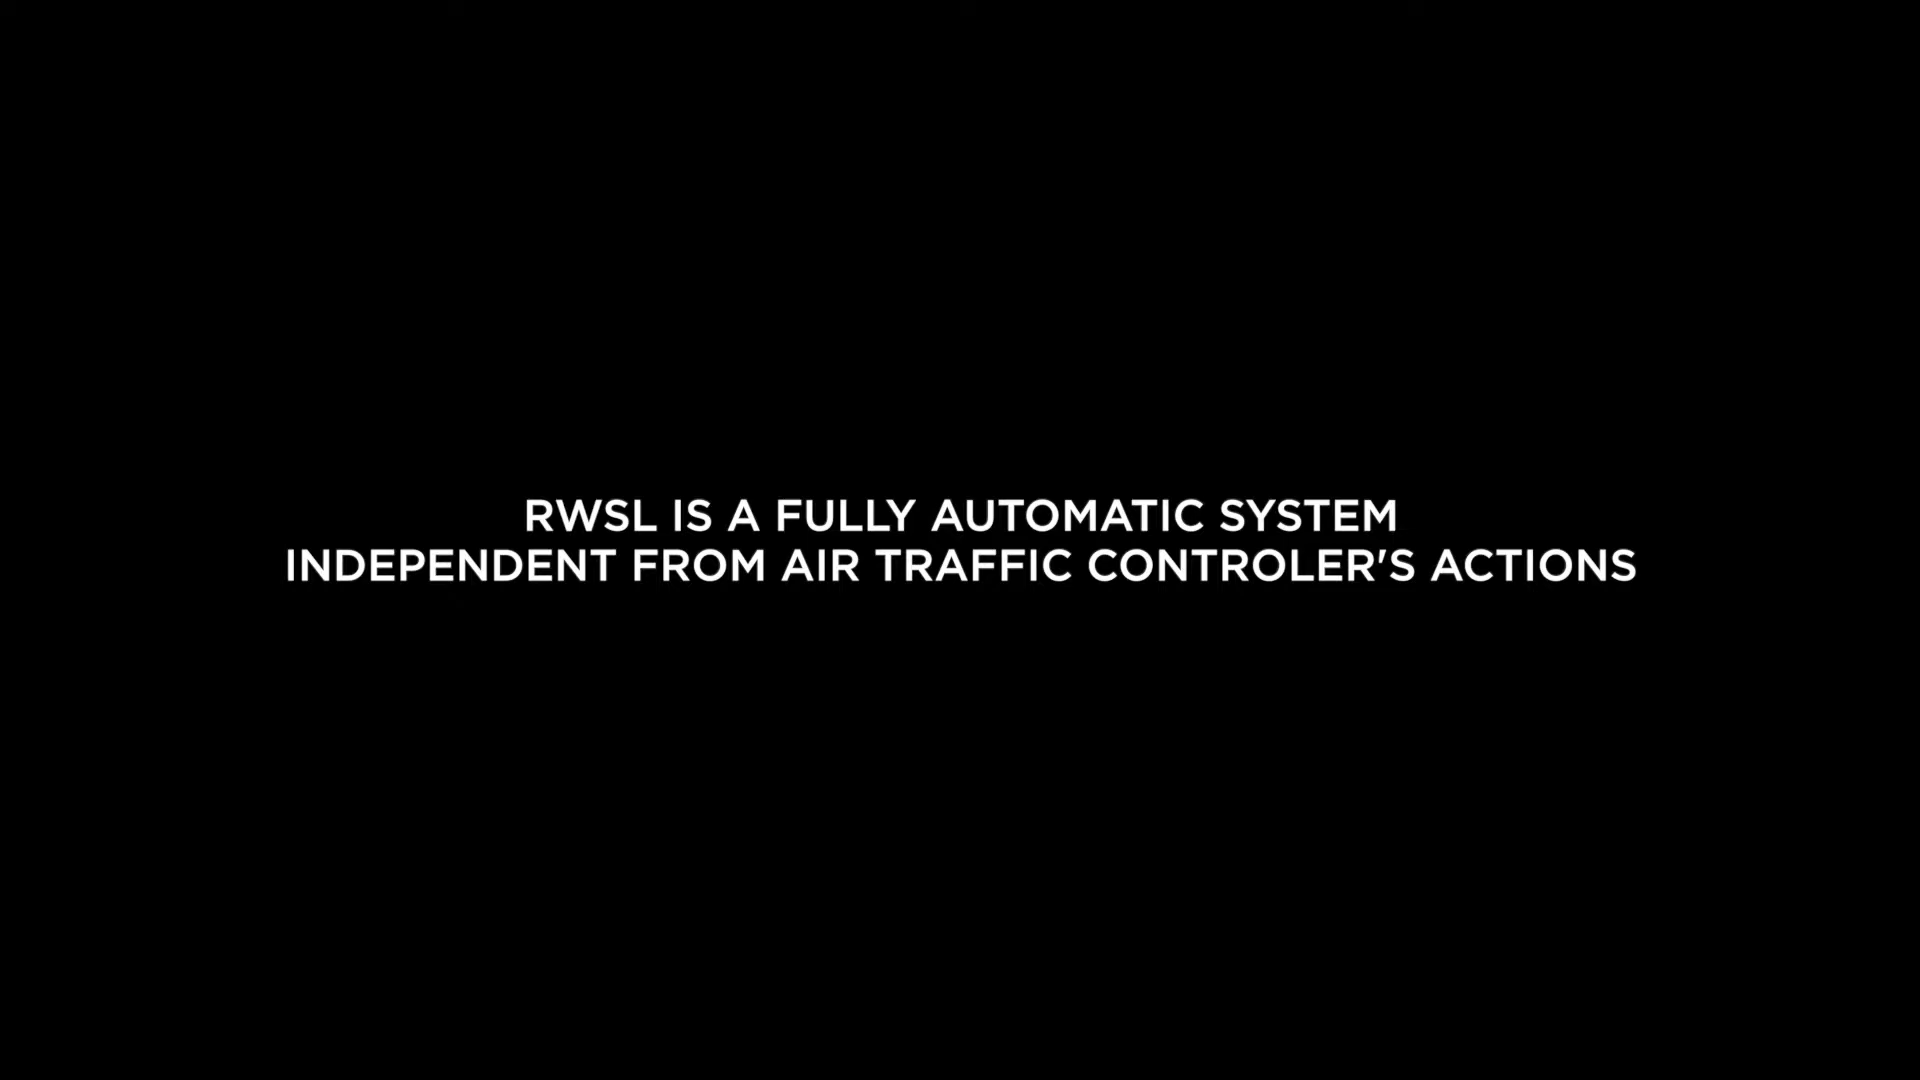 RWSL IS A FULLY AUTOMATIC SYSTEM
INDEPENDENT FROM AIR TRAFFIC CONTROLER'S ACTIONS